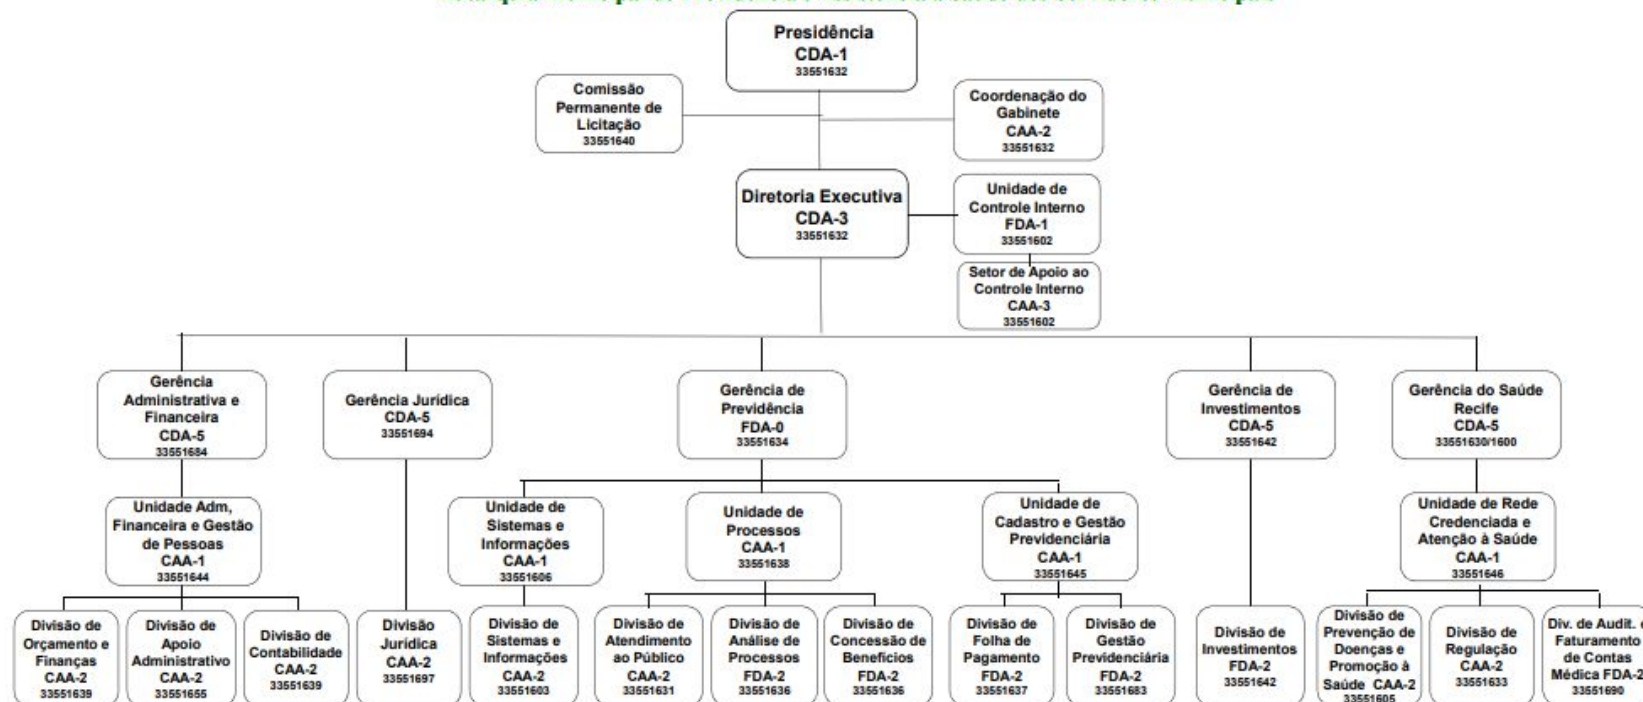 Presidência
CDA-1
33551632
Comissão
Permanente de
Licitação
33551640
Coordenação do
Gabinete
CAA-2
33551632
Diretoria Executiva
CDA-3
33551632
Unidade de
Controle Interno
FDA-1
33551602
Setor de Apoio ao
Controle Interno
CAA-3
33551602
Gerência
Administrativa e
Financeira
CDA-5
33551684
Gerência Jurídica
CDA-5
33551694
Gerência de
Previdência
FDA-0
33551634
Gerência de
Investimentos
CDA-5
33551642
Gerência do Saúde
Recife
CDA-5
33551630/1600
Unidade Adm,
Financeira e Gestão
de Pessoas
CAA-1
33551644
Unidade de
Sistemas e
Informações
CAA-1
33551606
Unidade de
Processos
CAA-1
33551638
Unidade de
Cadastro e Gestão
Previdenciária
CAA-1
33551645
Unidade de Rede
Credenciada e
Atenção à Saúde
CAA-1
33551646
Divisão de
Orçamento e
Finanças
CAA-2
33551639
Divisão de
Apoio
Administrativo
CAA-2
33551655
Divisão de
Contabilidade
CAA-2
33551639
Divisão
Jurídica
CAA-2
33551697
Divisão de
Sistemas e
Informações
CAA-2
33551603
Divisão de
Atendimento
ao Público
CAA-2
33551631
Divisão de
Análise de
Processos
FDA-2
33551636
Divisão de
Concessão de
Benefícios
FDA-2
33551636
Divisão de
Folha de
Pagamento
FDA-2
33551637
Divisão de
Gestão
Previdenciária
FDA-2
33551683
Divisão de
Investimentos
FDA-2
33551642
Divisão de
Prevenção de
Doenças e
Promoção à
Saúde CAA-2
33551605
Divisão de
Regulação
CAA-2
33551633
Div. de Audit. e
Faturamento
de Contas
Médica FDA-2
33551690